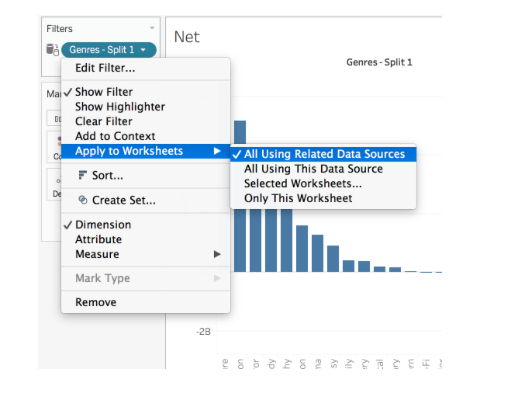 Filters
Genres - Split 1
Net
Genres - Split 1
Edit Filter...
Show Filter
Show Highlighter
Clear Filter
Add to Context
Apply to Worksheets
All Using Related Data Sources
All Using This Data Source
Selected Worksheets...
Only This Worksheet
Sort...
Create Set...
Dimension
Attribute
Measure
Mark Type
Remove
-2B